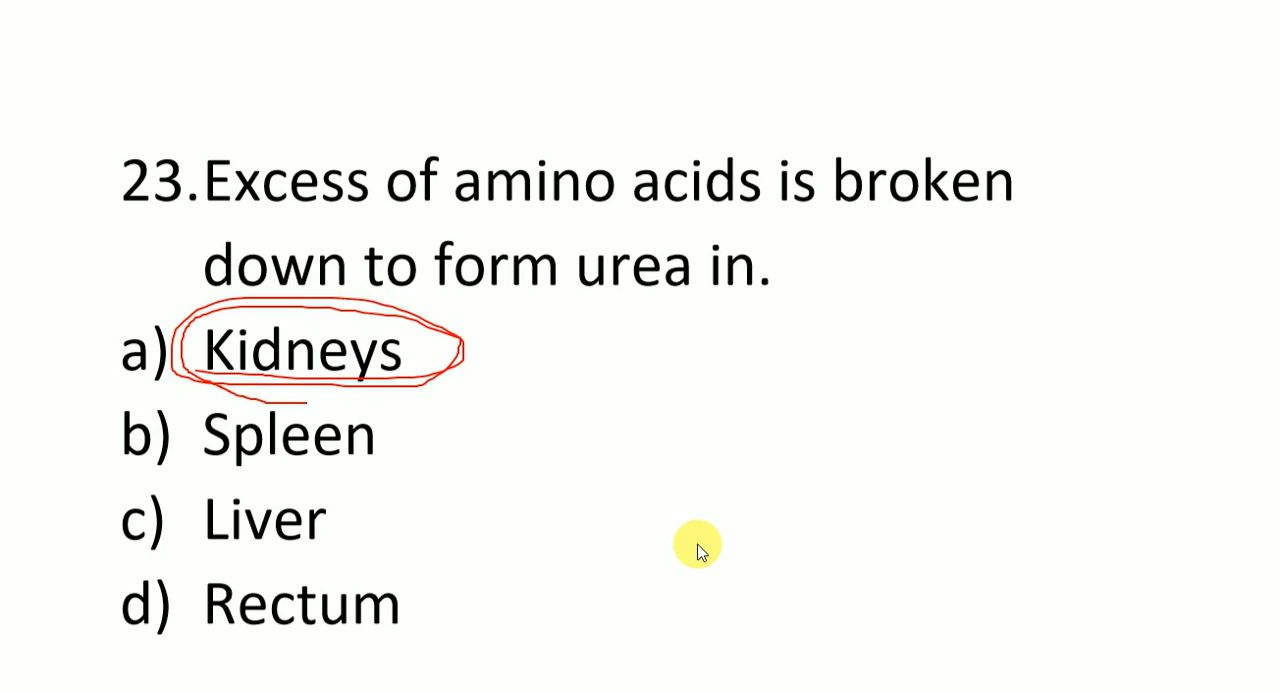 23.Excess of amino acids is broken
down to form urea in.
a) Kidneys
b) Spleen
c) Liver
d) Rectum